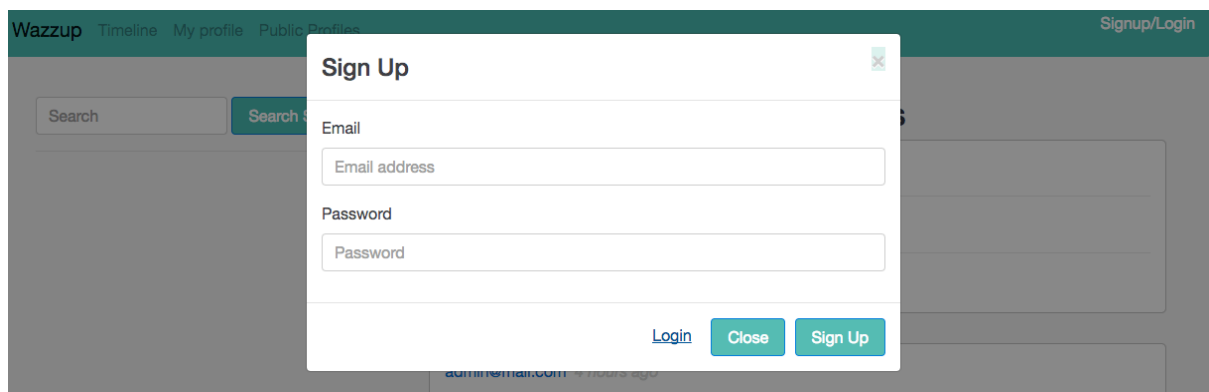 Wazzup Timeline My profile Public Profiles Signup/Login
Sign Up ×
Search Search
Email
Email address
Password
Password
Login Close Sign Up
admin@mail.com 4 hours ago